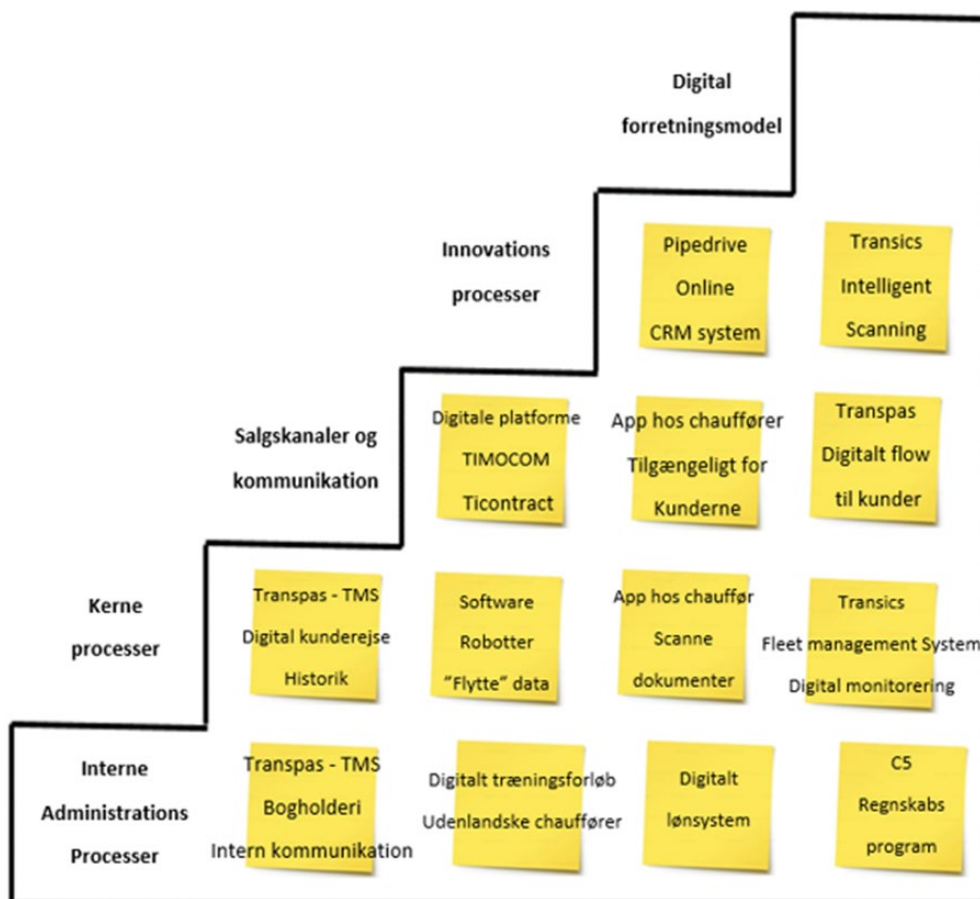 Digital
forretningsmodel
Innovations
processer
Pipedrive
Online
CRM system
Transics
Intelligent
Scanning
Salgskanaler og
kommunikation
Digitale platforme
TIMOCOM
Ticontract
App hos chauffører
Tilgængeligt for
Kunderne
Transpas
Digitalt flow
til kunder
Kerne
processer
Transpas - TMS
Digital kunderejse
Historik
Software
Robotter
”Flytte” data
App hos chauffør
Scanne
dokumenter
Transics
Fleet management System
Digital monitorering
Interne
Administrations
Processer
Transpas - TMS
Bogholderi
Intern kommunikation
Digitalt træningsforløb
Udenlandske chauffører
Digitalt
lønsystem
C5
Regnskabs
program